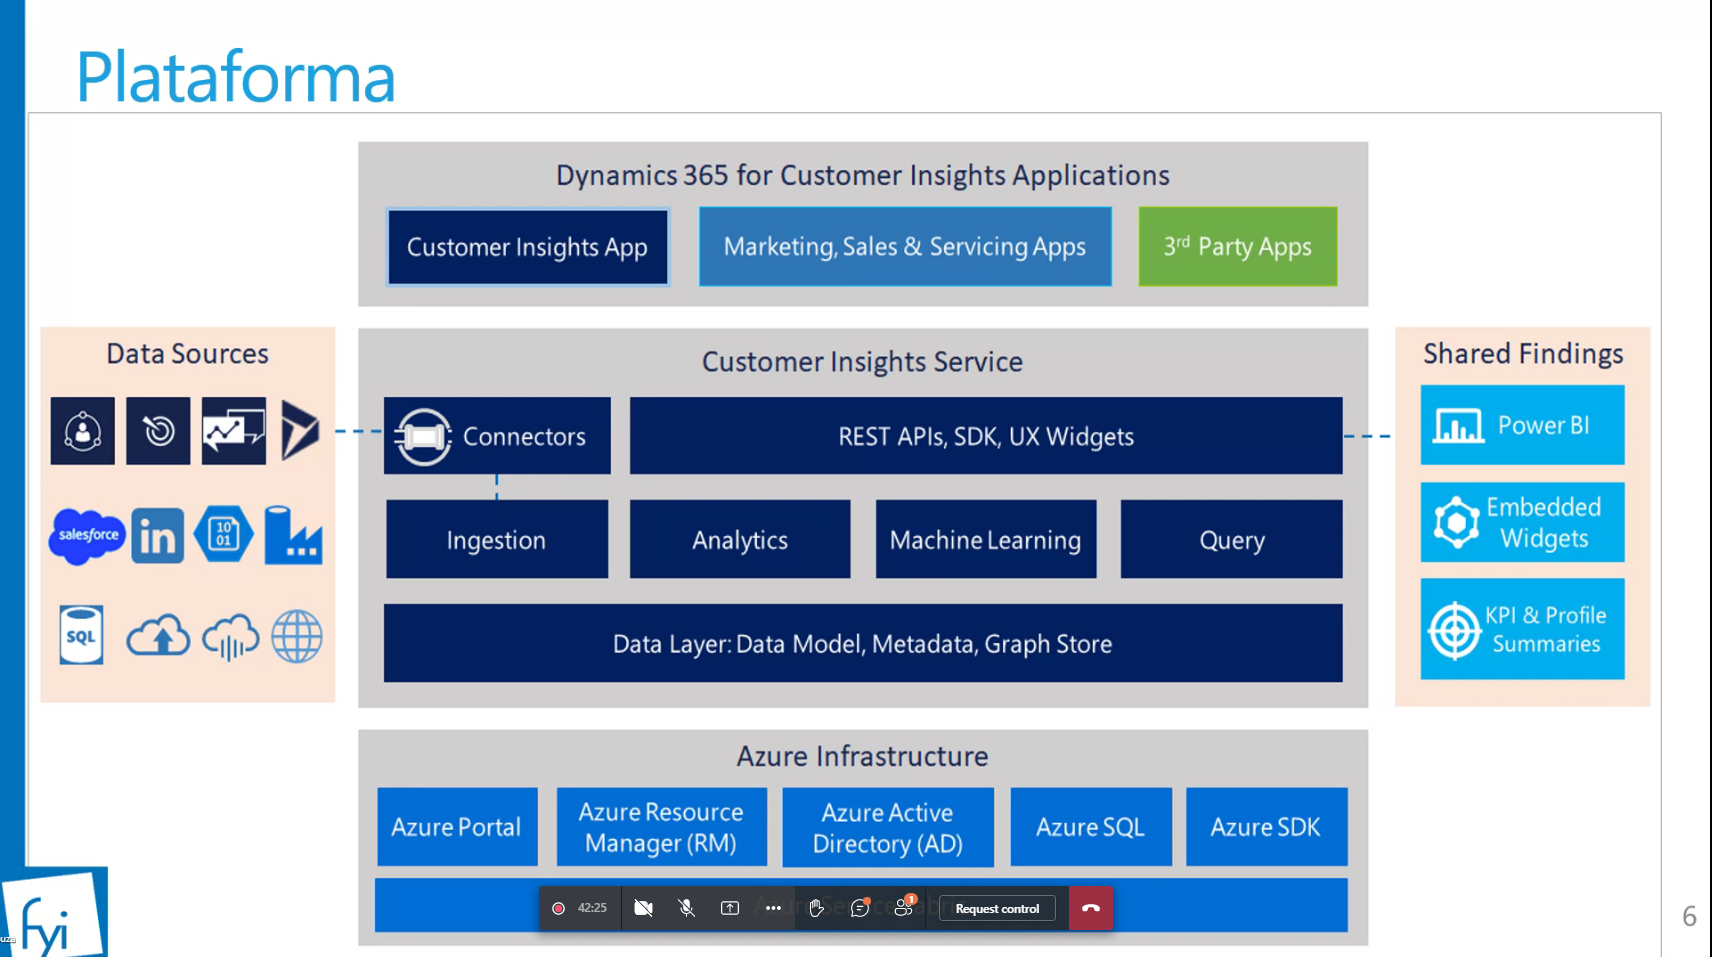 Plataforma
Dynamics 365 for Customer Insights Applications
Customer Insights App
Marketing, Sales & Servicing Apps
3rd Party Apps
Data Sources
salesforce
in
10
01
SQL
Customer Insights Service
Connectors
REST APIs, SDK, UX Widgets
Ingestion
Analytics
Machine Learning
Query
Data Layer: Data Model, Metadata, Graph Store
Shared Findings
Power BI
Embedded
Widgets
KPI & Profile
Summaries
Azure Infrastructure
Azure Portal
Azure Resource
Manager (RM)
Azure Active
Directory (AD)
Azure SQL
Azure SDK
42:25
1
Request control
fyi
uza
6